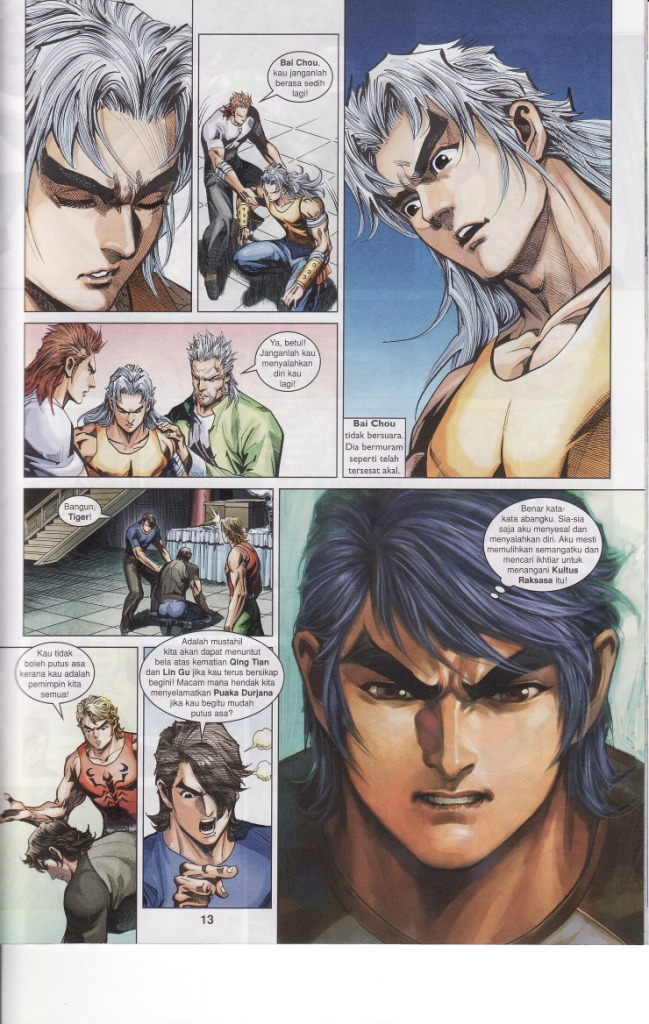 Bai Chou,
kau janganlah
berasa sedih
lagi!
Bai Chou
tidak bersuara.
Dia bermuram
seperti telah
tersesat akal.
Ya, betul!
Janganlah kau
menyalahkan
diri kau
lagi!
Bangun,
Tiger!
Benar kata-
kata abangku. Sia-sia
saja aku menyesal dan
menyalahkan diri. Aku mesti
memulihkan semangatku dan
mencari ikhtiar untuk
menangani Kultus
Raksasa itu!
Kau tidak
boleh putus asa
kerana kau adalah
pemimpin kita
semua!
Adalah mustahil
kita akan dapat menuntut
bela atas kematian Qing Tian
dan Lin Gu jika kau terus bersikap
begini! Macam mana hendak kita
menyelamatkan Puaka Durjana
jika kau begitu mudah
putus asa?
13